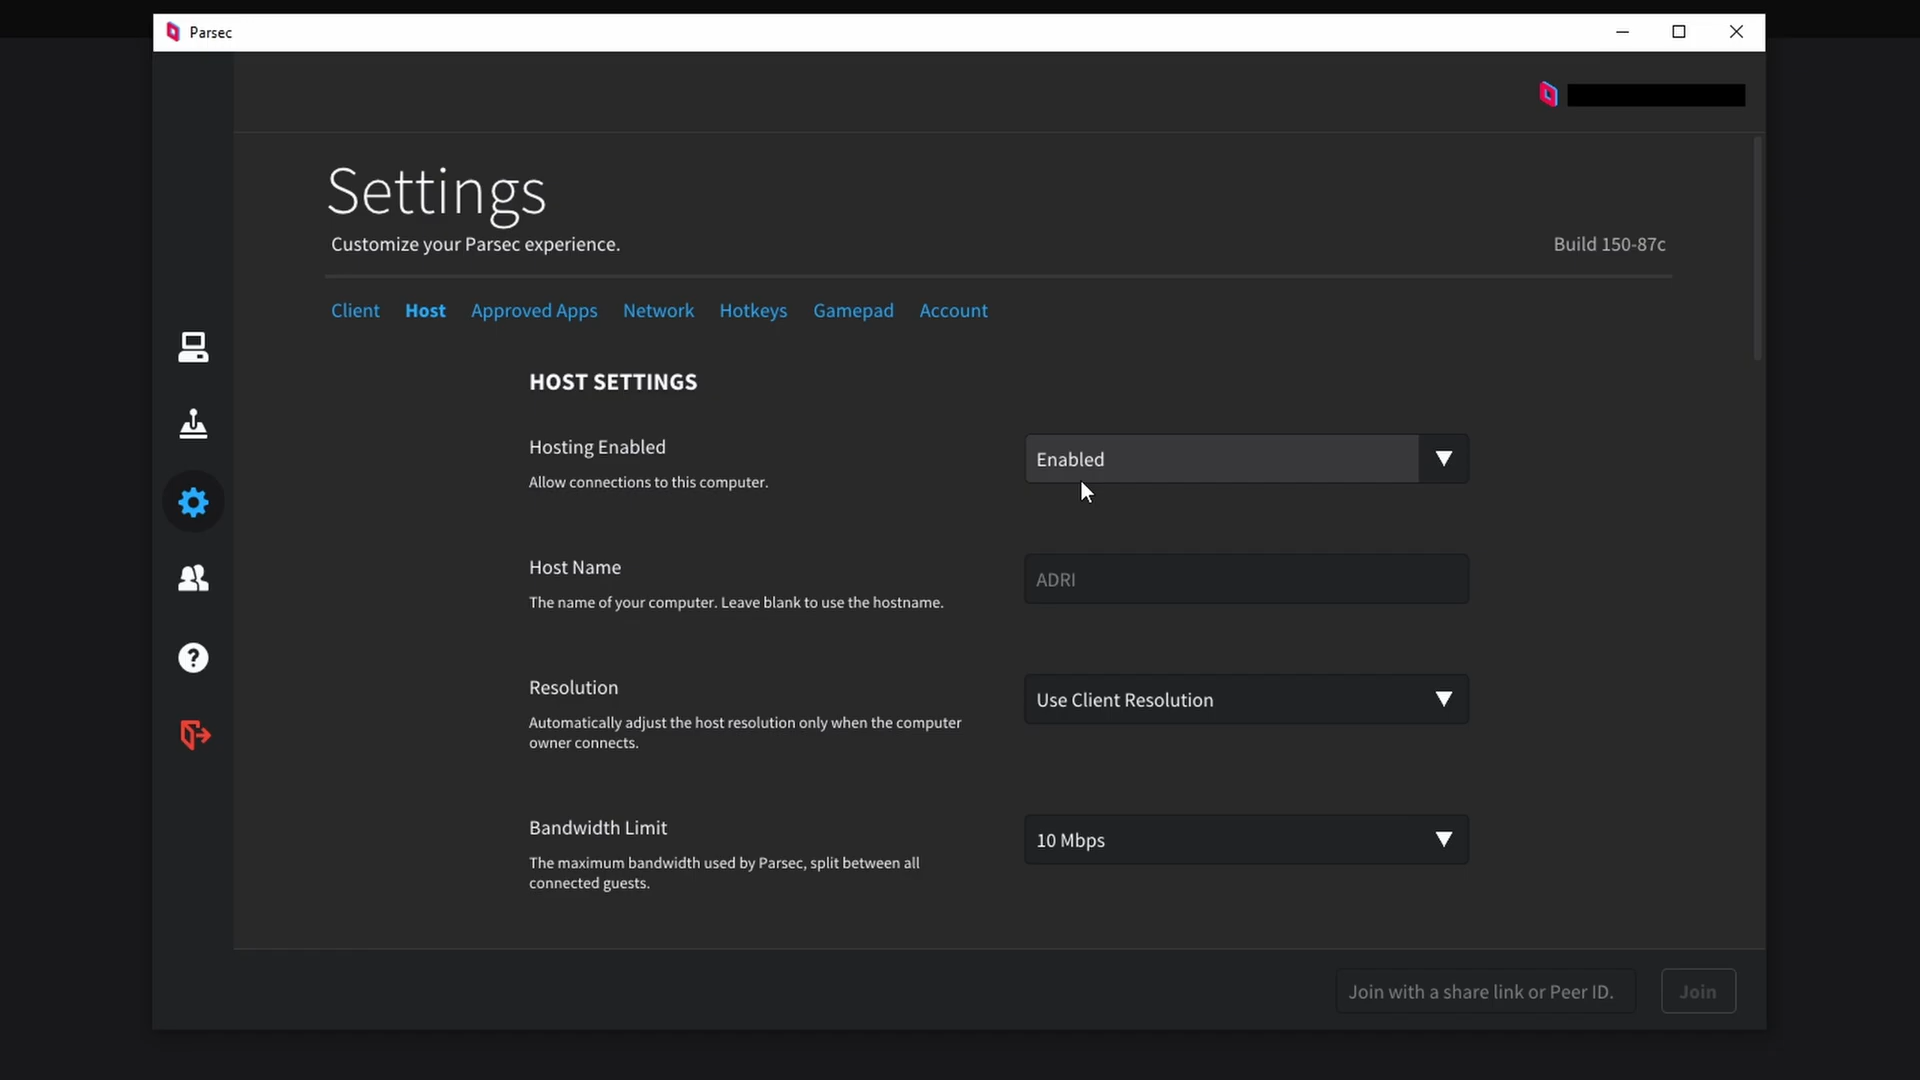 Parsec
Settings
Customize your Parsec experience.
Build 150-87c
Client Host Approved Apps Network Hotkeys Gamepad Account
HOST SETTINGS
Hosting Enabled
Allow connections to this computer.
Enabled
Host Name
The name of your computer. Leave blank to use the hostname.
ADRI
Resolution
Automatically adjust the host resolution only when the computer
owner connects.
Use Client Resolution
Bandwidth Limit
The maximum bandwidth used by Parsec, split between all
connected guests.
10 Mbps
Join with a share link or Peer ID.
Join